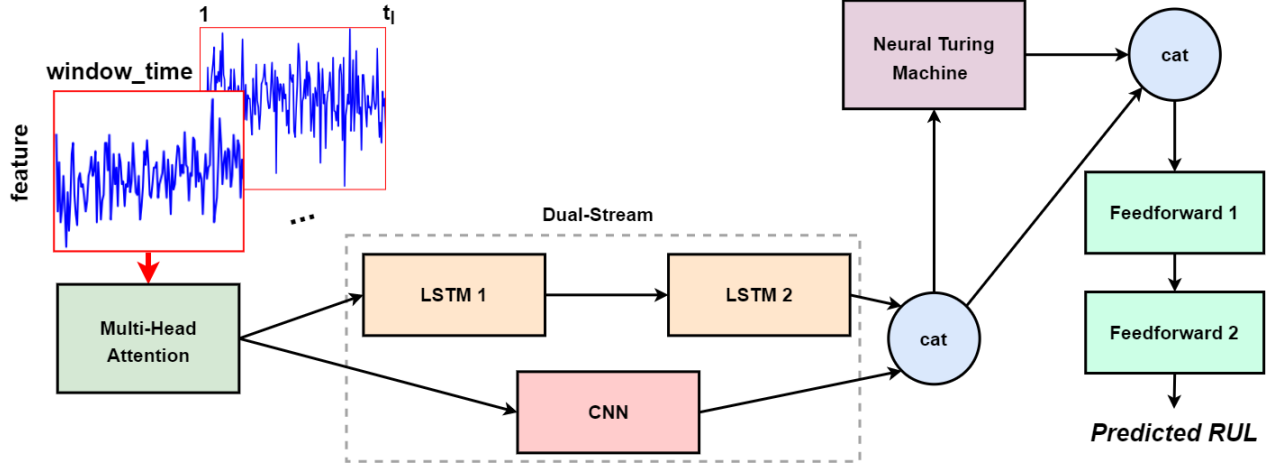 1
t_l
window_time
feature
...
Multi-Head
Attention
Dual-Stream
LSTM 1
LSTM 2
CNN
cat
Neural Turing
Machine
cat
Feedforward 1
Feedforward 2
Predicted RUL